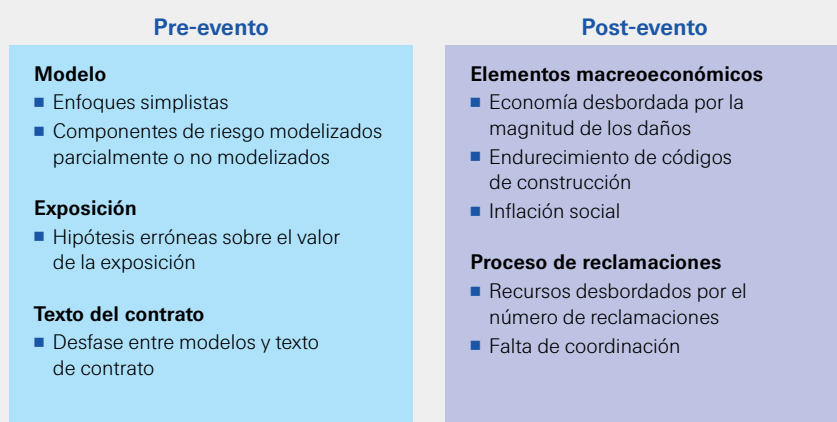 Pre-evento
Modelo
■ Enfoques simplistas
■ Componentes de riesgo modelizados
parcialmente o no modelizados
Exposición
■ Hipótesis erróneas sobre el valor
de la exposición
Texto del contrato
■ Desfase entre modelos y texto
de contrato
Post-evento
Elementos macroeconómicos
■ Economía desbordada por la
magnitud de los daños
■ Endurecimiento de códigos
de construcción
■ Inflación social
Proceso de reclamaciones
■ Recursos desbordados por el
número de reclamaciones
■ Falta de coordinación